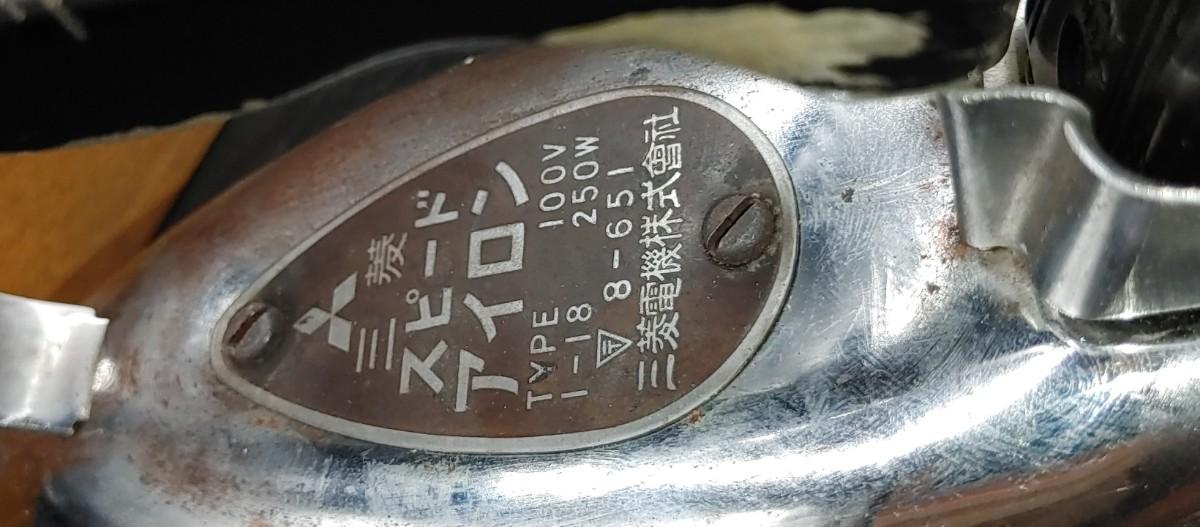 三菱
スピード
アイロン
TYPE 100V
I-18 250W
〒 8-651
三菱電機株式會社